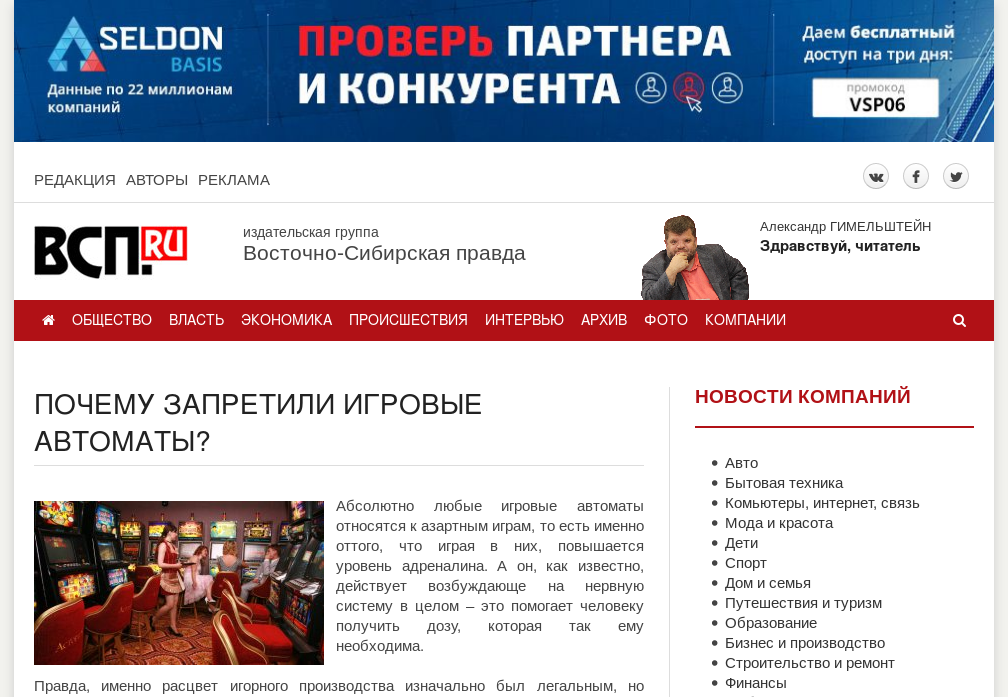 SELDON
BASIS
Данные по 22 миллионам
компаний
ПРОВЕРЬ ПАРТНЕРА
И КОНКУРЕНТА
Даем бесплатный
доступ на три дня:
промокод
VSP06
РЕДАКЦИЯ АВТОРЫ РЕКЛАМА
ВСП.RU
издательская группа
Восточно-Сибирская правда
Александр ГИМЕЛЬШТЕЙН
Здравствуй, читатель
ОБЩЕСТВО ВЛАСТЬ ЭКОНОМИКА ПРОИСШЕСТВИЯ ИНТЕРВЬЮ АРХИВ ФОТО КОМПАНИИ
ПОЧЕМУ ЗАПРЕТИЛИ ИГРОВЫЕ
АВТОМАТЫ?
Абсолютно любые игровые автоматы
относятся к азартным играм, то есть именно
оттого, что играя в них, повышается
уровень адреналина. А он, как известно,
действует возбуждающе на нервную
систему в целом – это помогает человеку
получить дозу, которая так ему
необходима.
Правда, именно расцвет игорного производства изначально был легальным, но
НОВОСТИ КОМПАНИЙ
Авто
Бытовая техника
Комьютеры, интернет, связь
Мода и красота
Дети
Спорт
Дом и семья
Путешествия и туризм
Образование
Бизнес и производство
Строительство и ремонт
Финансы